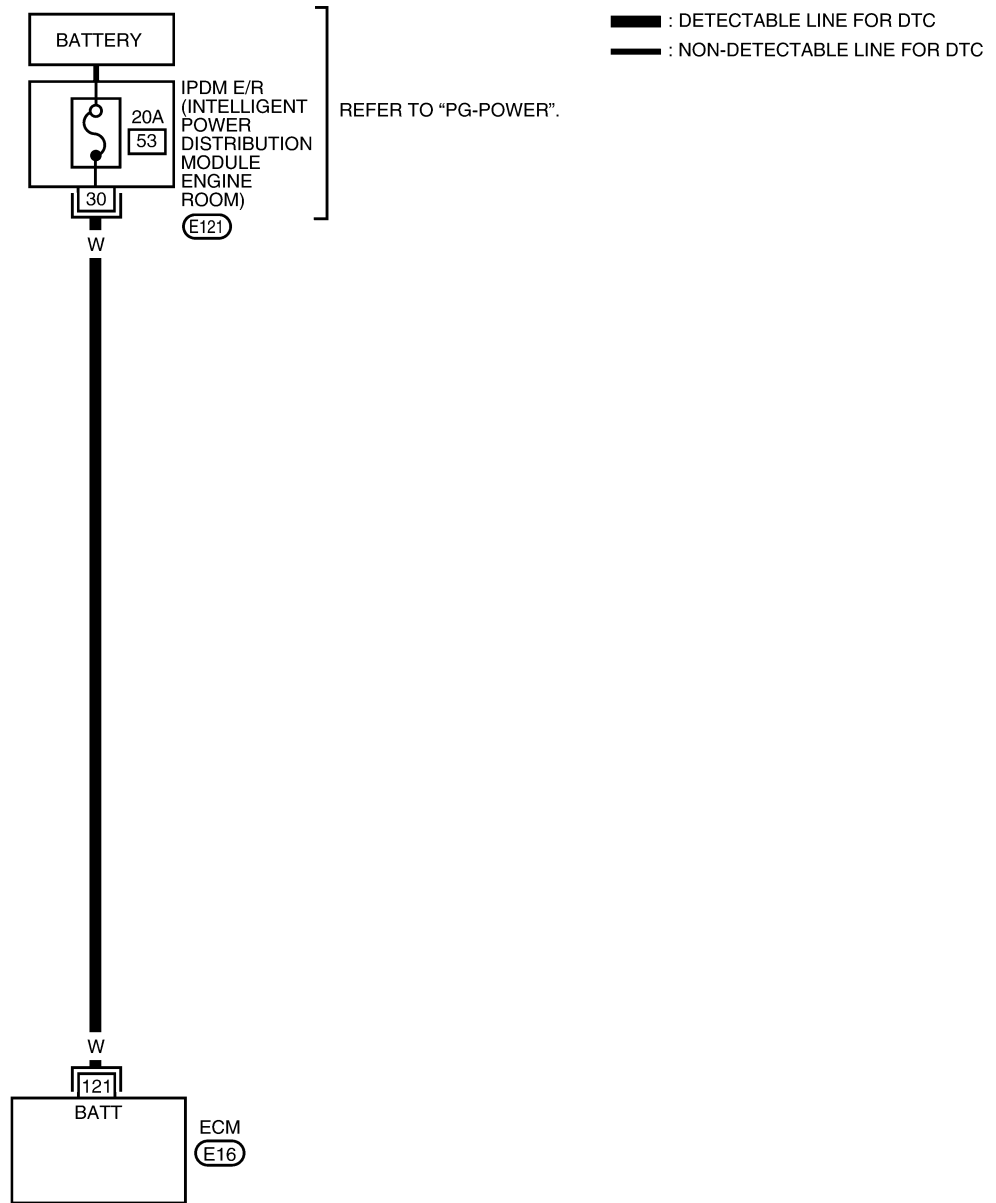 BATTERY
: DETECTABLE LINE FOR DTC
: NON-DETECTABLE LINE FOR DTC
20A
53
IPDM E/R
(INTELLIGENT
POWER
DISTRIBUTION
MODULE
ENGINE
ROOM)
REFER TO “PG-POWER”.
30
E121
W
W
121
BATT
ECM
E16